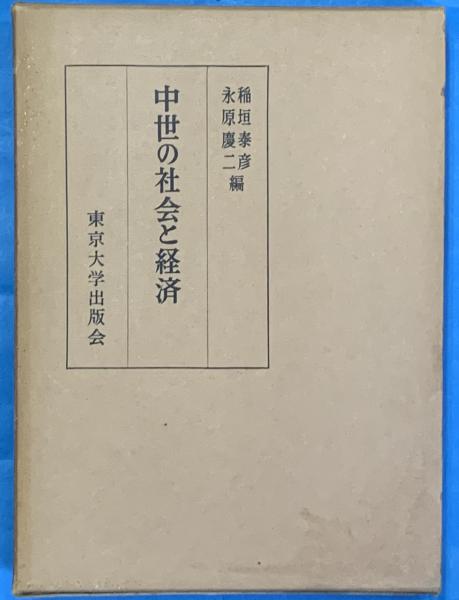 稲垣泰彦
永原慶二編
中世の社会と経済
東京大学出版会